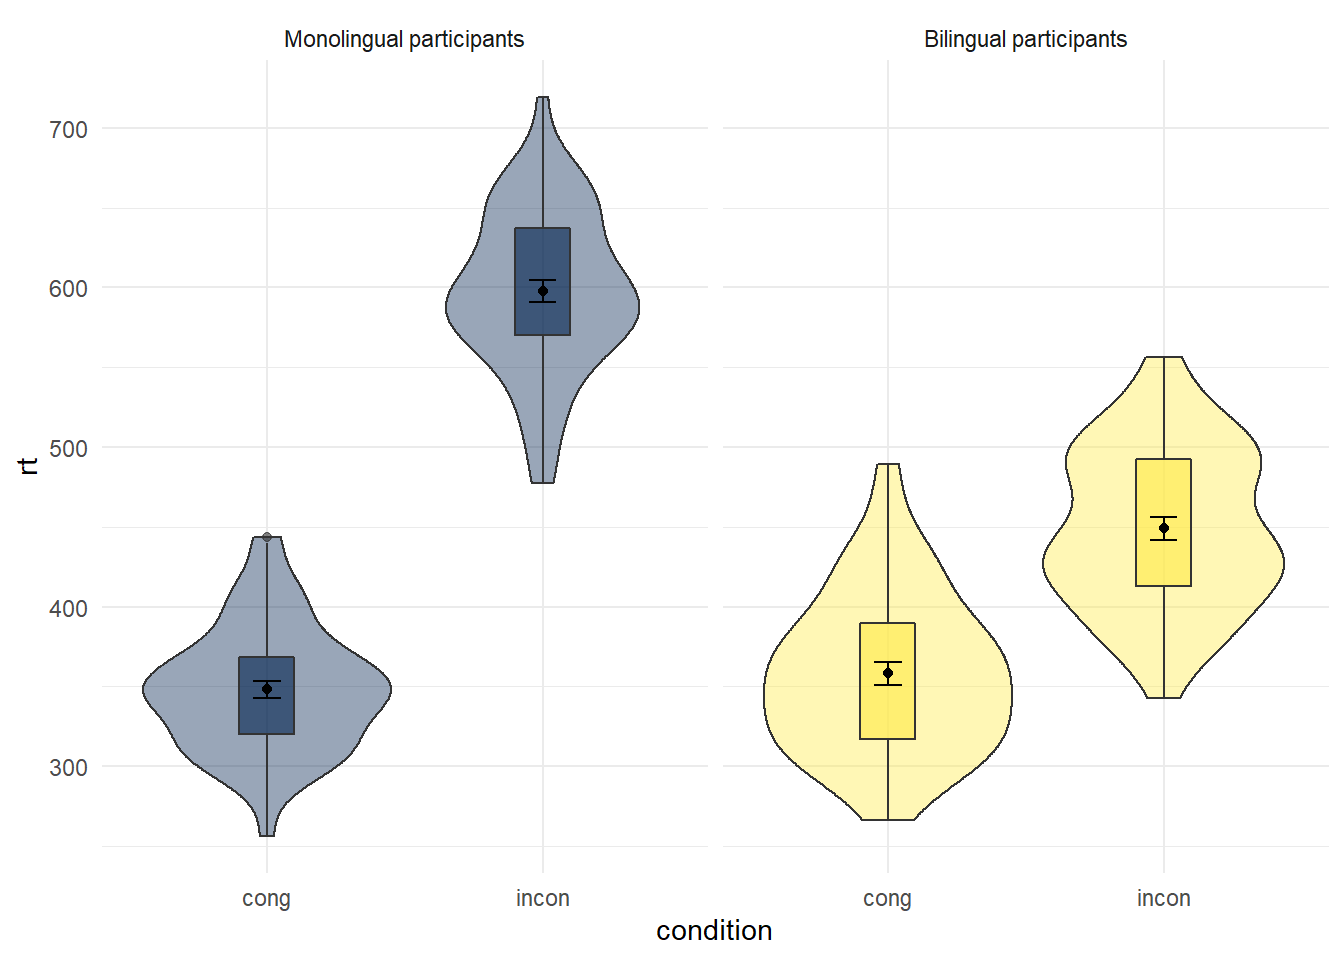 Monolingual participants
Bilingual participants
700
600
500
400
300
rt
cong
incon
cong
incon
condition